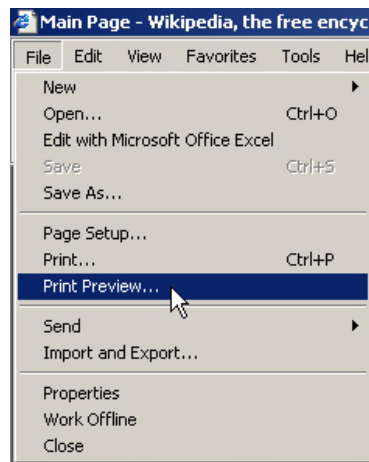 Main Page - Wikipedia, the free encyc
File Edit View Favorites Tools Hel
New
Open... Ctrl+O
Edit with Microsoft Office Excel
Save Ctrl+S
Save As...
Page Setup...
Print... Ctrl+P
Print Preview...
Send
Import and Export...
Properties
Work Offline
Close